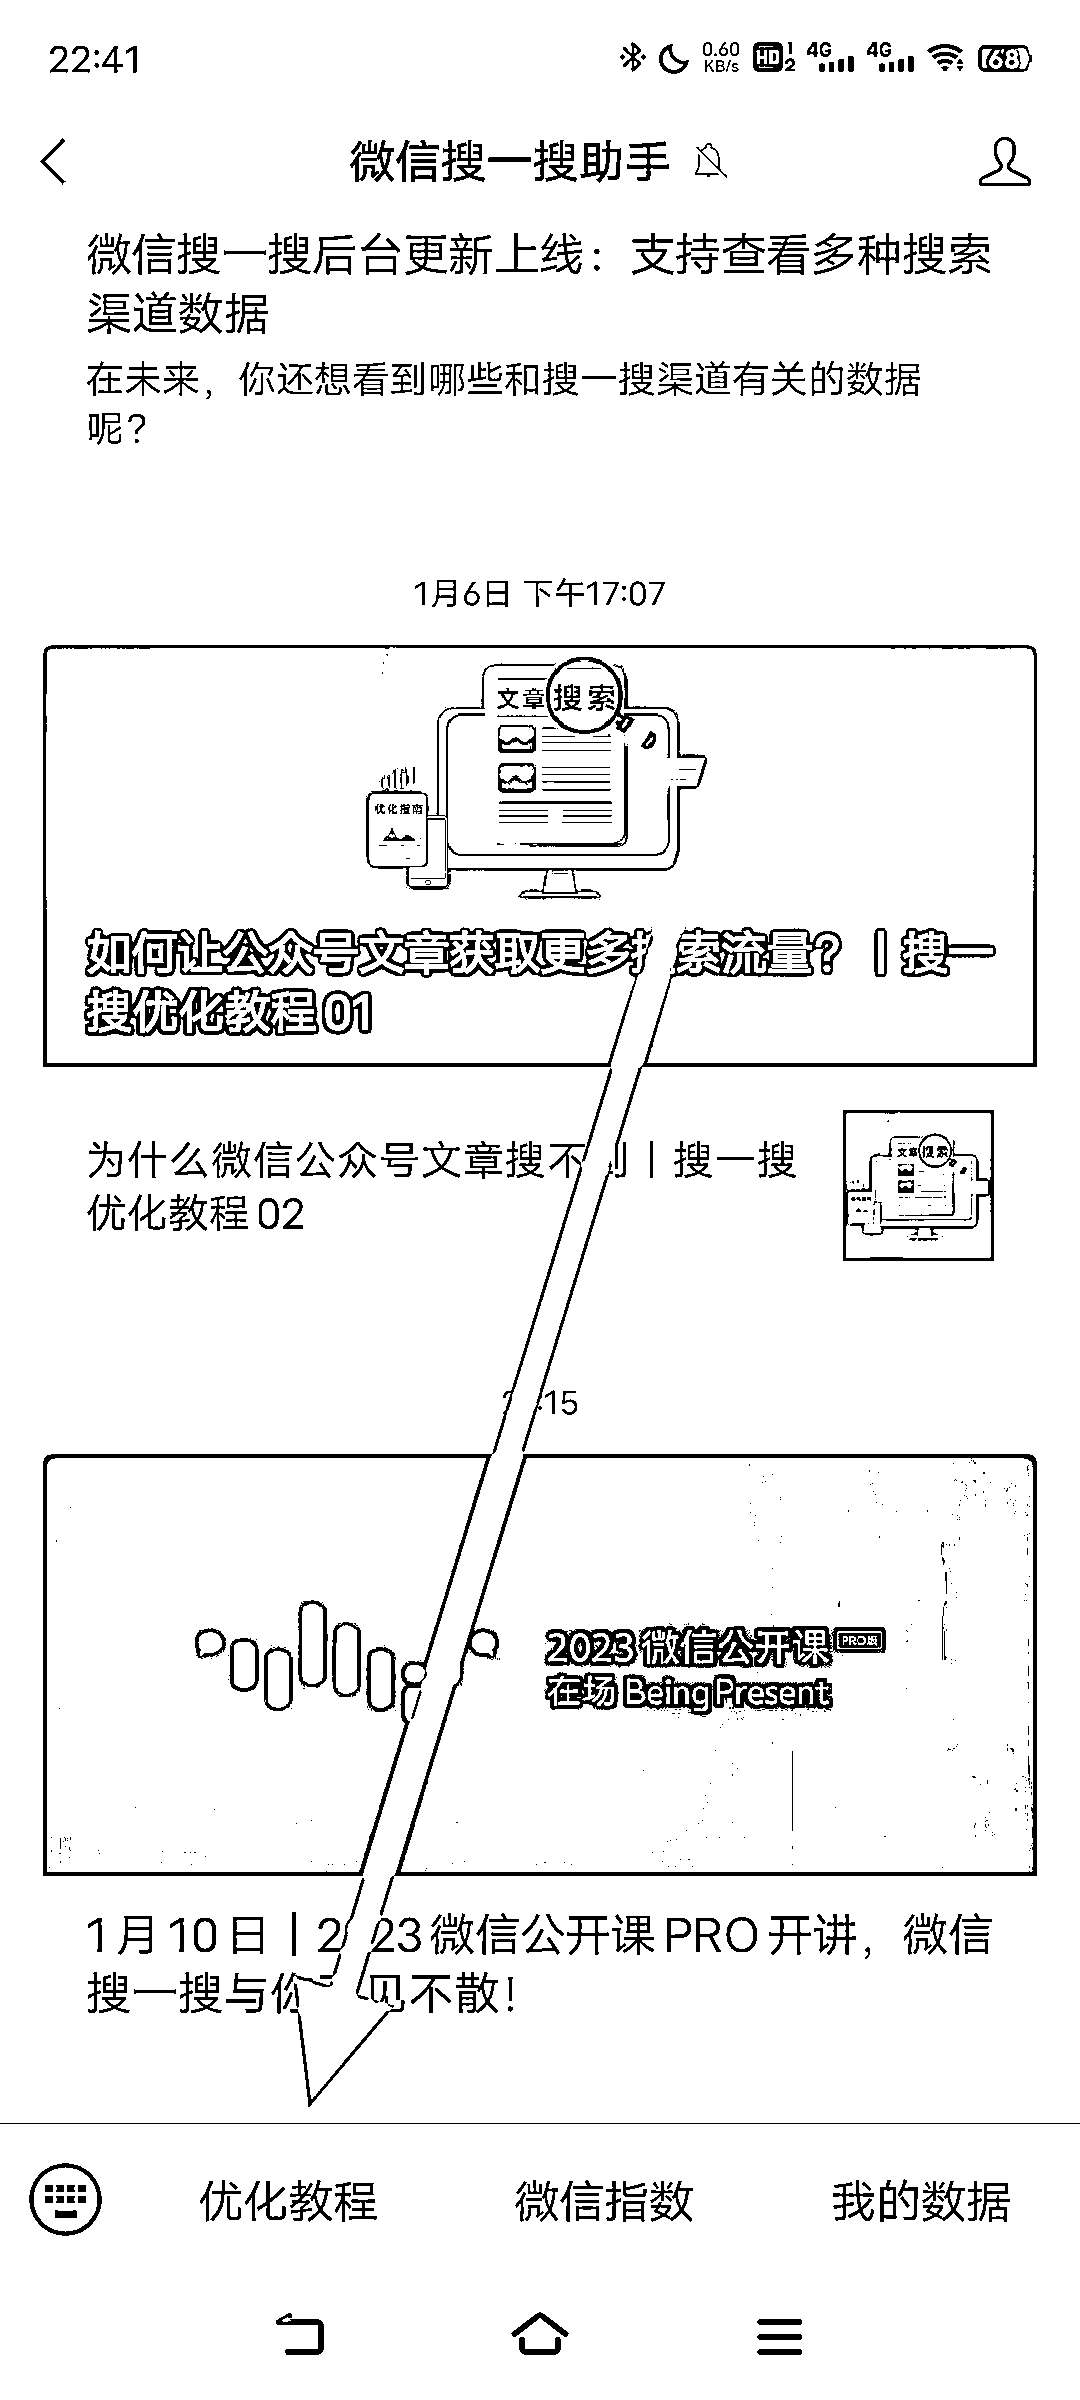 22:41
0.60 KB/s HD 1 2 4G 4G 68
微信搜一搜助手
微信搜一搜后台更新上线：支持查看多种搜索
渠道数据
在未来，你还想看到哪些和搜一搜渠道有关的数据
呢？
1月6日 下午17:07
文章搜索
优化指南
如何让公众号文章获取更多 索流量？｜搜一
搜优化教程 01
为什么微信公众号文章搜不 ｜搜一搜
优化教程 02
文章搜索
:15
2023 微信公开课 PRO版
在场 Being Present
1月10日｜2 23微信公开课PRO开讲，微信
搜一搜与你 见不散！
优化教程
微信指数
我的数据